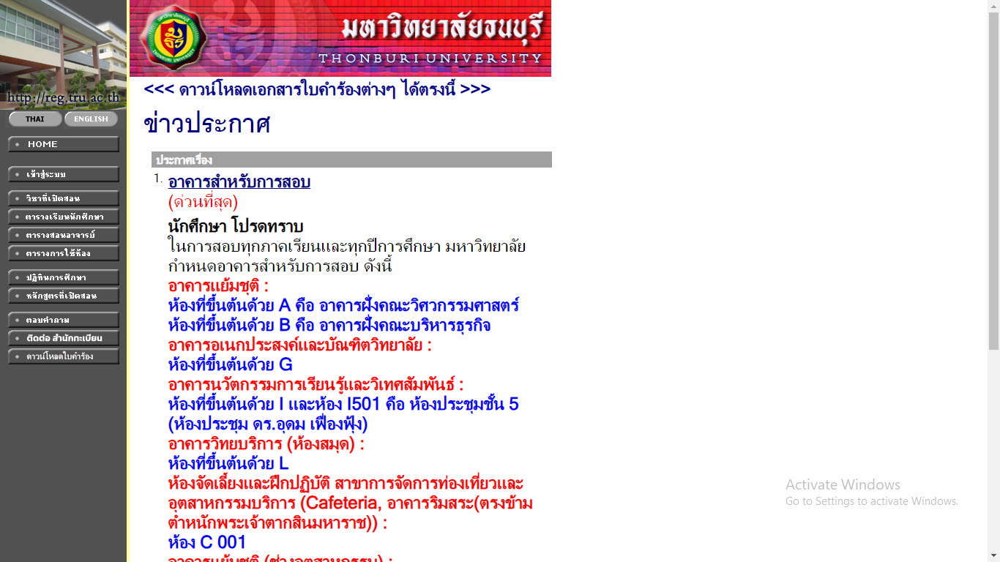 มหาวิทยาลัยธนบุรี
THONBURI UNIVERSITY
http://reg.tru.ac.th
THAI
ENGLISH
HOME
เข้าสู่ระบบ
วิชาที่เปิดสอน
ตารางเรียนนักศึกษา
ตารางสอนอาจารย์
ตารางการใช้ห้อง
ปฏิทินการศึกษา
หลักสูตรที่เปิดสอน
ตอบคำถาม
ติดต่อ สำนักทะเบียน
ดาวน์โหลดใบคำร้อง
<<< ดาวน์โหลดเอกสารใบคำร้องต่างๆ ได้ตรงนี้ >>>
ข่าวประกาศ
ประกาศเรื่อง
1. อาคารสำหรับการสอบ
(ด่วนที่สุด)
นักศึกษา โปรดทราบ
ในการสอบทุกภาคเรียนและทุกปีการศึกษา มหาวิทยาลัย
กำหนดอาคารสำหรับการสอบ ดังนี้
อาคารแย้มชุติ :
ห้องที่ขึ้นต้นด้วย A คือ อาคารฝั่งคณะวิศวกรรมศาสตร์
ห้องที่ขึ้นต้นด้วย B คือ อาคารฝั่งคณะบริหารธุรกิจ
อาคารอเนกประสงค์และบัณฑิตวิทยาลัย :
ห้องที่ขึ้นต้นด้วย G
อาคารนวัตกรรมการเรียนรู้และวิเทศสัมพันธ์ :
ห้องที่ขึ้นต้นด้วย I และห้อง I501 คือ ห้องประชุมชั้น 5
(ห้องประชุม ดร.อุดม เฟื่องฟุ้ง)
อาคารวิทยบริการ (ห้องสมุด) :
ห้องที่ขึ้นต้นด้วย L
ห้องจัดเลี้ยงและฝึกปฏิบัติ สาขาการจัดการท่องเที่ยวและ
อุตสาหกรรมบริการ (Cafeteria, อาคารริมสระ(ตรงข้าม
ตำหนักพระเจ้าตากสินมหาราช)) :
ห้อง C 001
อาคารแย้มชุติ (ช่างอุตสาหกรรม) :
Activate Windows
Go to Settings to activate Windows.